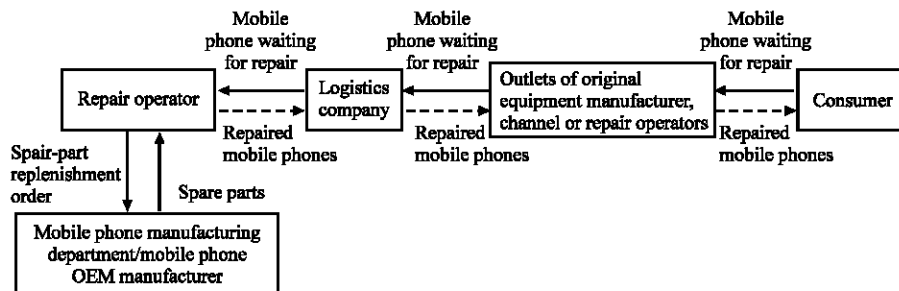 Mobile
phone waiting
for repair
Mobile
phone waiting
for repair
Mobile
phone waiting
for repair
Repair operator
Logistics
company
Outlets of original
equipment manufacturer,
channel or repair operators
Consumer
Repaired
mobile phones
Repaired
mobile phones
Repaired
mobile phones
Spair-part
replenishment
order
Spare parts
Mobile phone manufacturing
department/mobile phone
OEM manufacturer